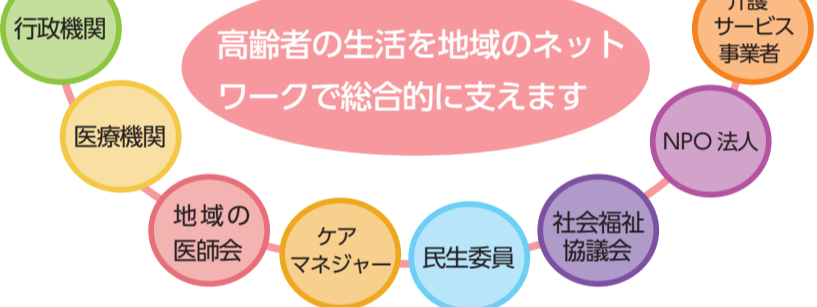 高齢者の生活を地域のネット
ワークで総合的に支えます
行政機関
医療機関
地域の
医師会
ケア
マネジャー
民生委員
社会福祉
協議会
NPO 法人
介護
サービス
事業者